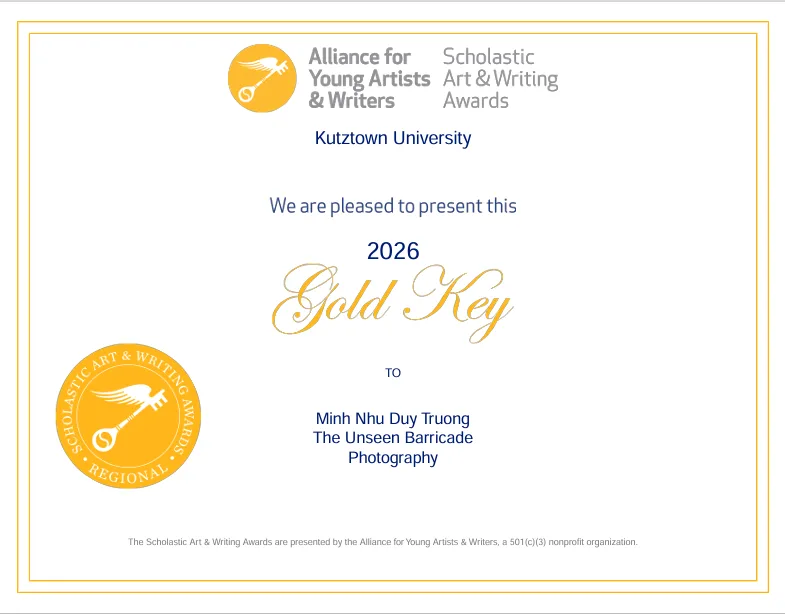 Alliance for
Young Artists
& Writers
Scholastic
Art & Writing
Awards
Kutztown University
We are pleased to present this
2026
Gold Key
TO
Minh Nhu Duy Truong
The Unseen Barricade
Photography
SCHOLASTIC ART & WRITING AWARDS
• REGIONAL •
The Scholastic Art & Writing Awards are presented by the Alliance for Young Artists & Writers, a 501(c)(3) nonprofit organization.